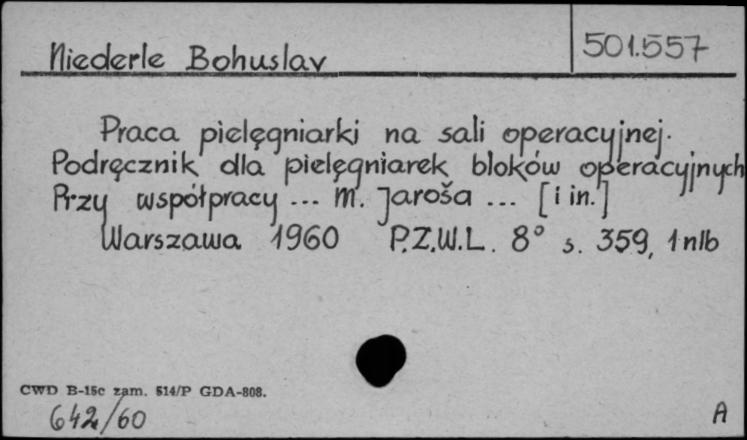 Niederle Bohuslav
501.557
Praca pielęgniarki na sali operacyjnej.
Podręcznik dla pielęgniarek bloków operacyjnych
Przy współpracy ... M. Jaroša ... [i in.]
Warszawa 1960 P.Z.W.L. 8° s. 359, 1 nlb
CWD B-15c zam. 514/P GDA-808.
642/60
A